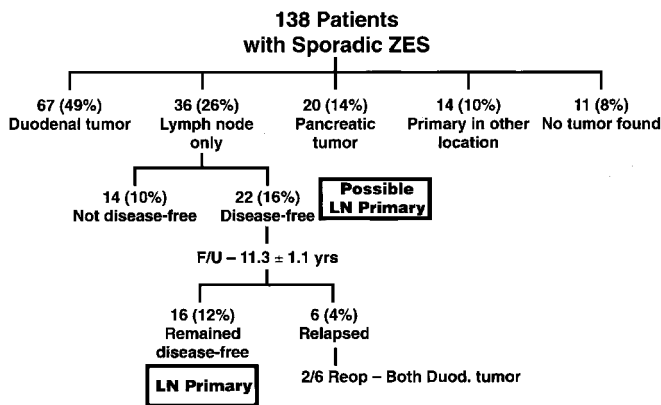 138 Patients
with Sporadic ZES
67 (49%)
Duodenal tumor
36 (26%)
Lymph node
only
20 (14%)
Pancreatic
tumor
14 (10%)
Primary in other
location
11 (8%)
No tumor found
14 (10%)
Not disease-free
22 (16%)
Disease-free
Possible
LN Primary
F/U – 11.3 ± 1.1 yrs
16 (12%)
Remained
disease-free
6 (4%)
Relapsed
LN Primary
2/6 Reop – Both Duod. tumor